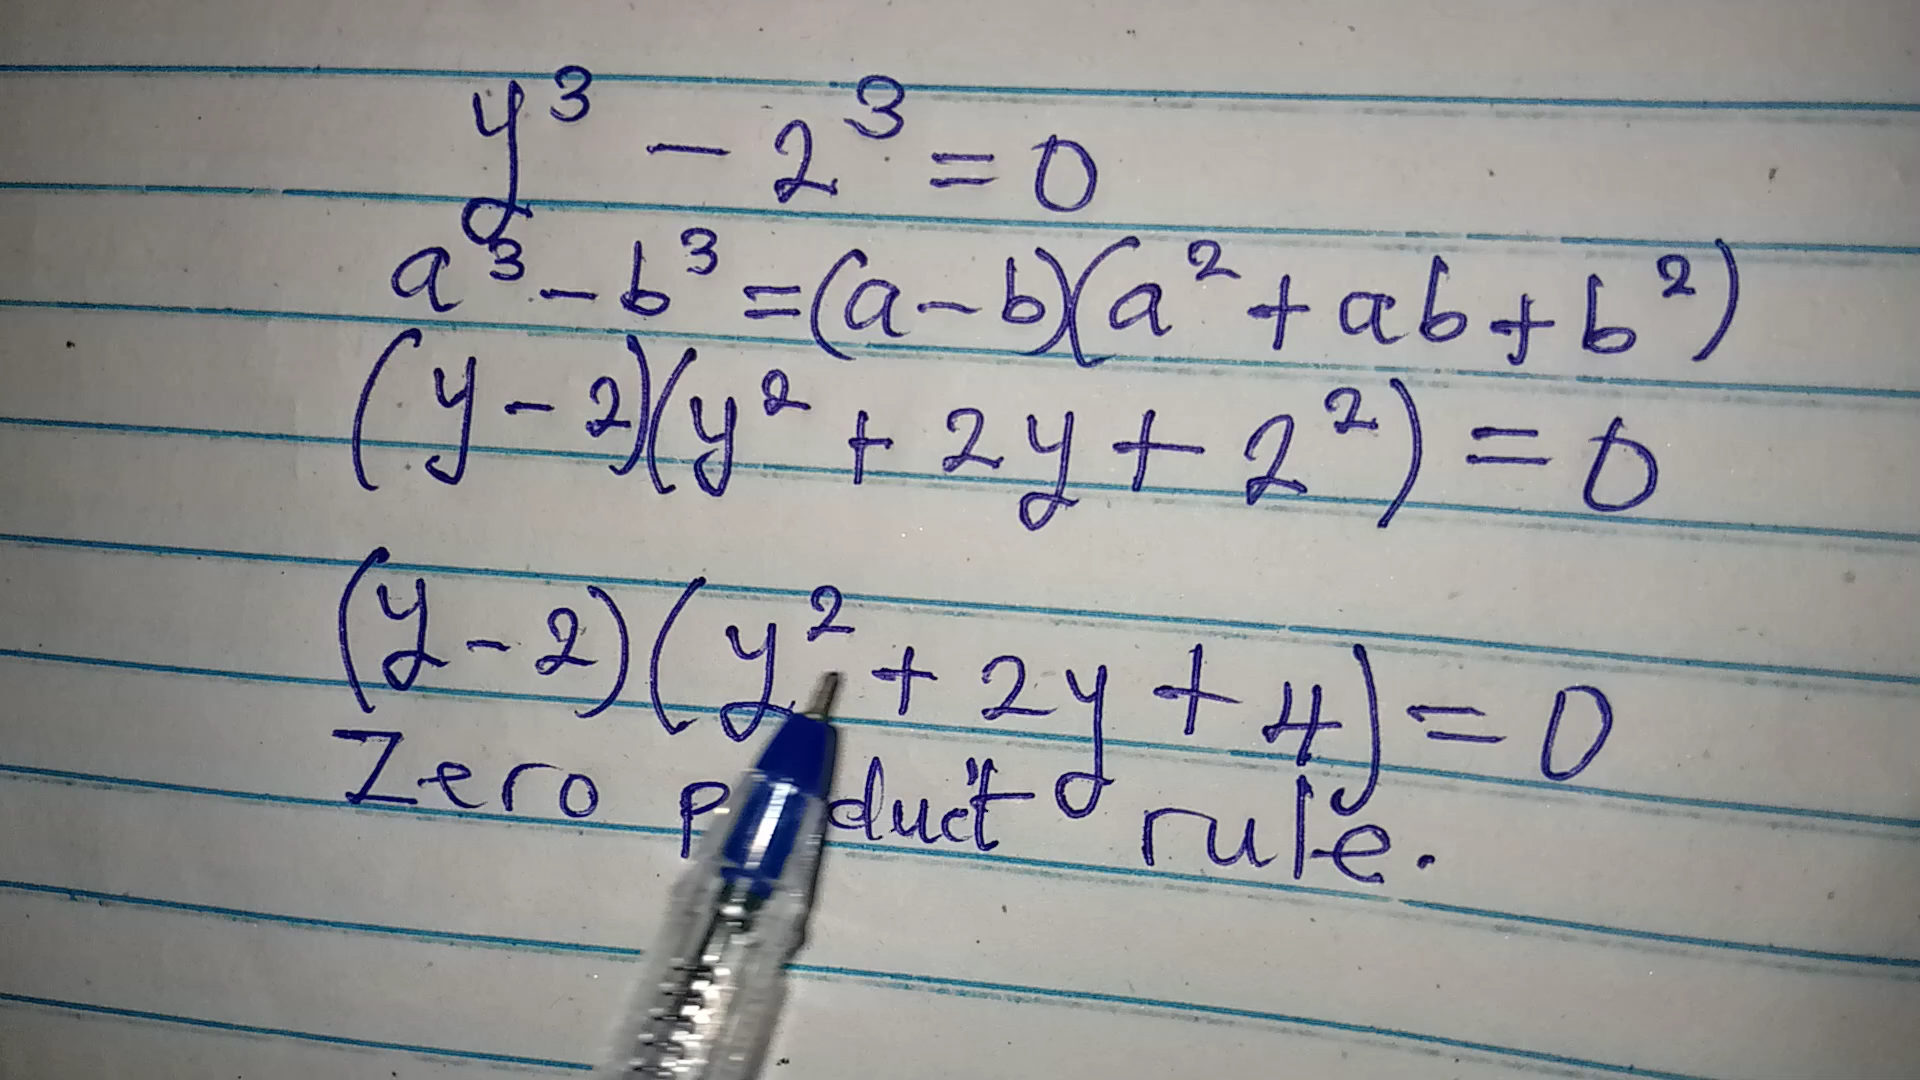 y³ - 2³ = 0
a³ - b³ = (a - b)(a² + ab + b²)
(y - 2)(y² + 2y + 2²) = 0
(y - 2)(y² + 2y + 4) = 0
Zero rule.